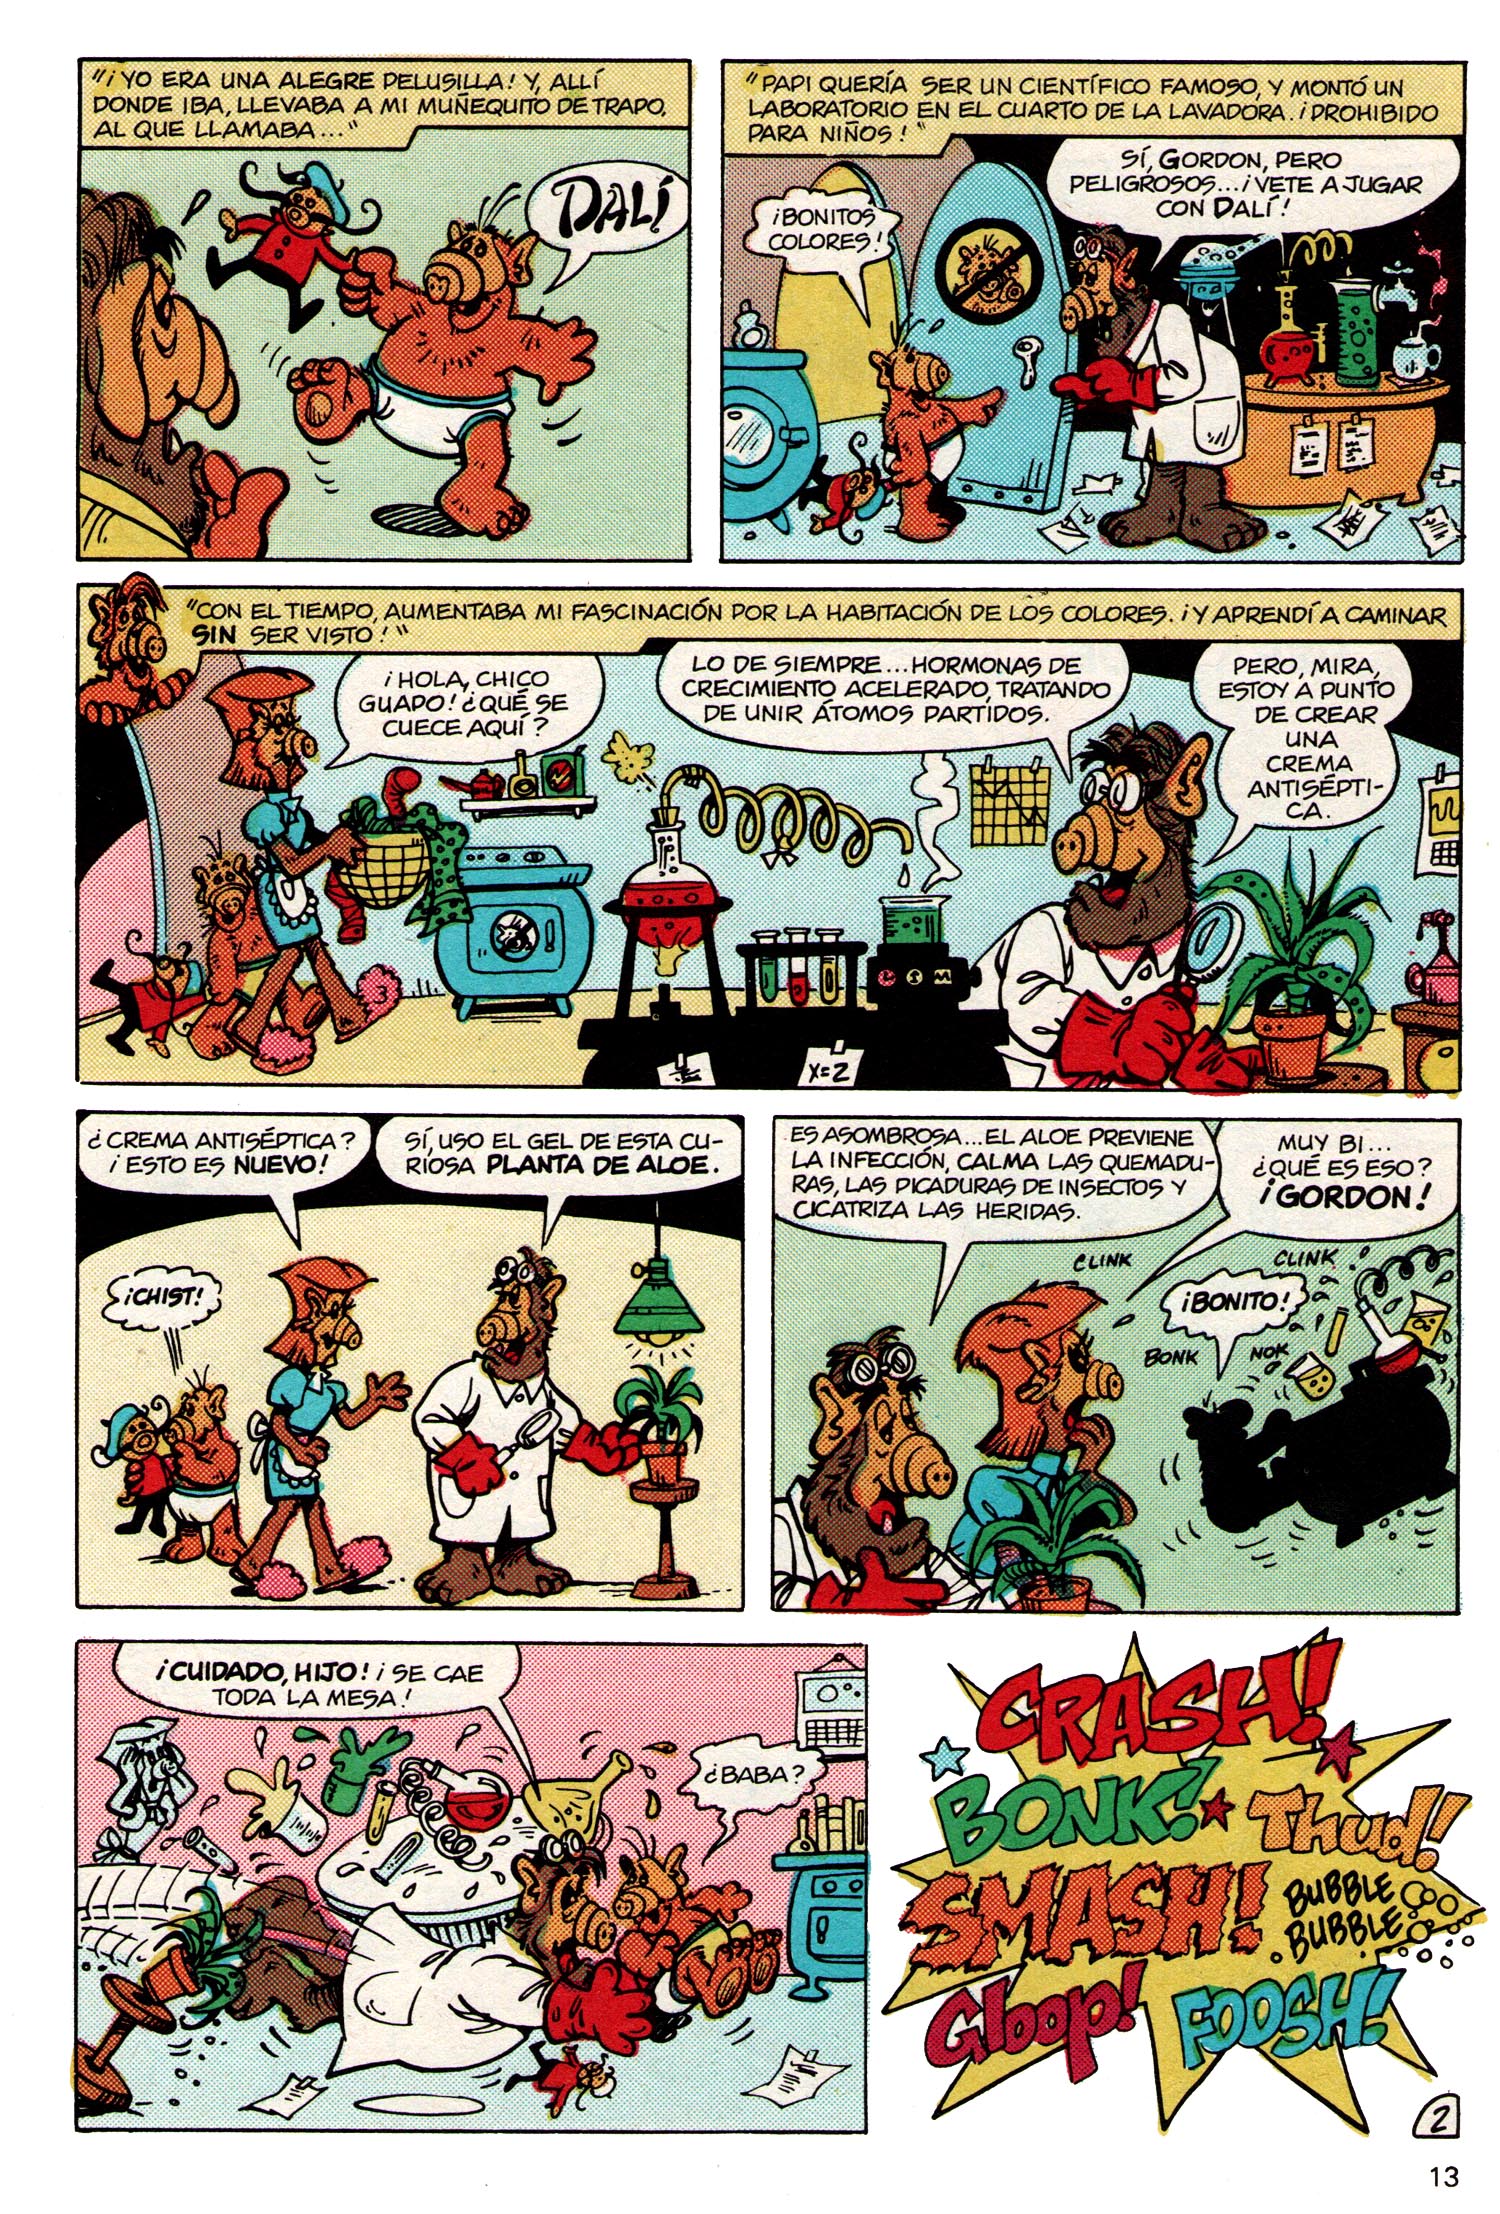 "¡YO ERA UNA ALEGRE PELUSILLA! Y, ALLÍ
DONDE IBA, LLEVABA A MI MUÑEQUITO DE TRAPO,
AL QUE LLAMABA..."
DALÍ
"PAPI QUERÍA SER UN CIENTÍFICO FAMOSO, Y MONTÓ UN
LABORATORIO EN EL CUARTO DE LA LAVADORA. ¡PROHIBIDO
PARA NIÑOS!"
¡BONITOS
COLORES!
SÍ, GORDON, PERO
PELIGROSOS...¡VETE A JUGAR
CON DALÍ!
"CON EL TIEMPO, AUMENTABA MI FASCINACIÓN POR LA HABITACIÓN DE LOS COLORES. ¡Y APRENDÍ A CAMINAR
SIN SER VISTO!"
¡HOLA, CHICO
GUAPO! ¿QUÉ SE
CUECE AQUÍ?
LO DE SIEMPRE...HORMONAS DE
CRECIMIENTO ACELERADO, TRATANDO
DE UNIR ÁTOMOS PARTIDOS.
PERO, MIRA,
ESTOY A PUNTO
DE CREAR
UNA
CREMA
ANTISÉPTI-
CA.
X=2
¿CREMA ANTISÉPTICA?
¡ESTO ES NUEVO!
SÍ, USO EL GEL DE ESTA CU-
RIOSA PLANTA DE ALOE.
¡CHIST!
ES ASOMBROSA...EL ALOE PREVIENE
LA INFECCIÓN, CALMA LAS QUEMADU-
RAS, LAS PICADURAS DE INSECTOS Y
CICATRIZA LAS HERIDAS.
MUY BI...
¿QUÉ ES ESO?
¡GORDON!
CLINK
CLINK
¡BONITO!
BONK
NOK
¡CUIDADO, HIJO! ¡SE CAE
TODA LA MESA!
¿BABA?
CRASH!
BONK!
Thud!
SMASH!
BUBBLE
BUBBLE
Gloop!
FOOSH!
2
13